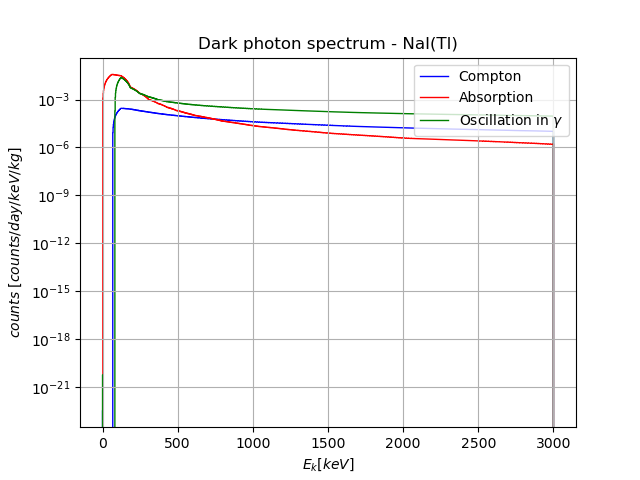 Dark photon spectrum - NaI(Tl)
Compton
Absorption
Oscillation in γ
counts [counts/day/keV/kg]
10⁻³
10⁻⁶
10⁻⁹
10⁻¹²
10⁻¹⁵
10⁻¹⁸
10⁻²¹
0 500 1000 1500 2000 2500 3000
Eₖ[keV]